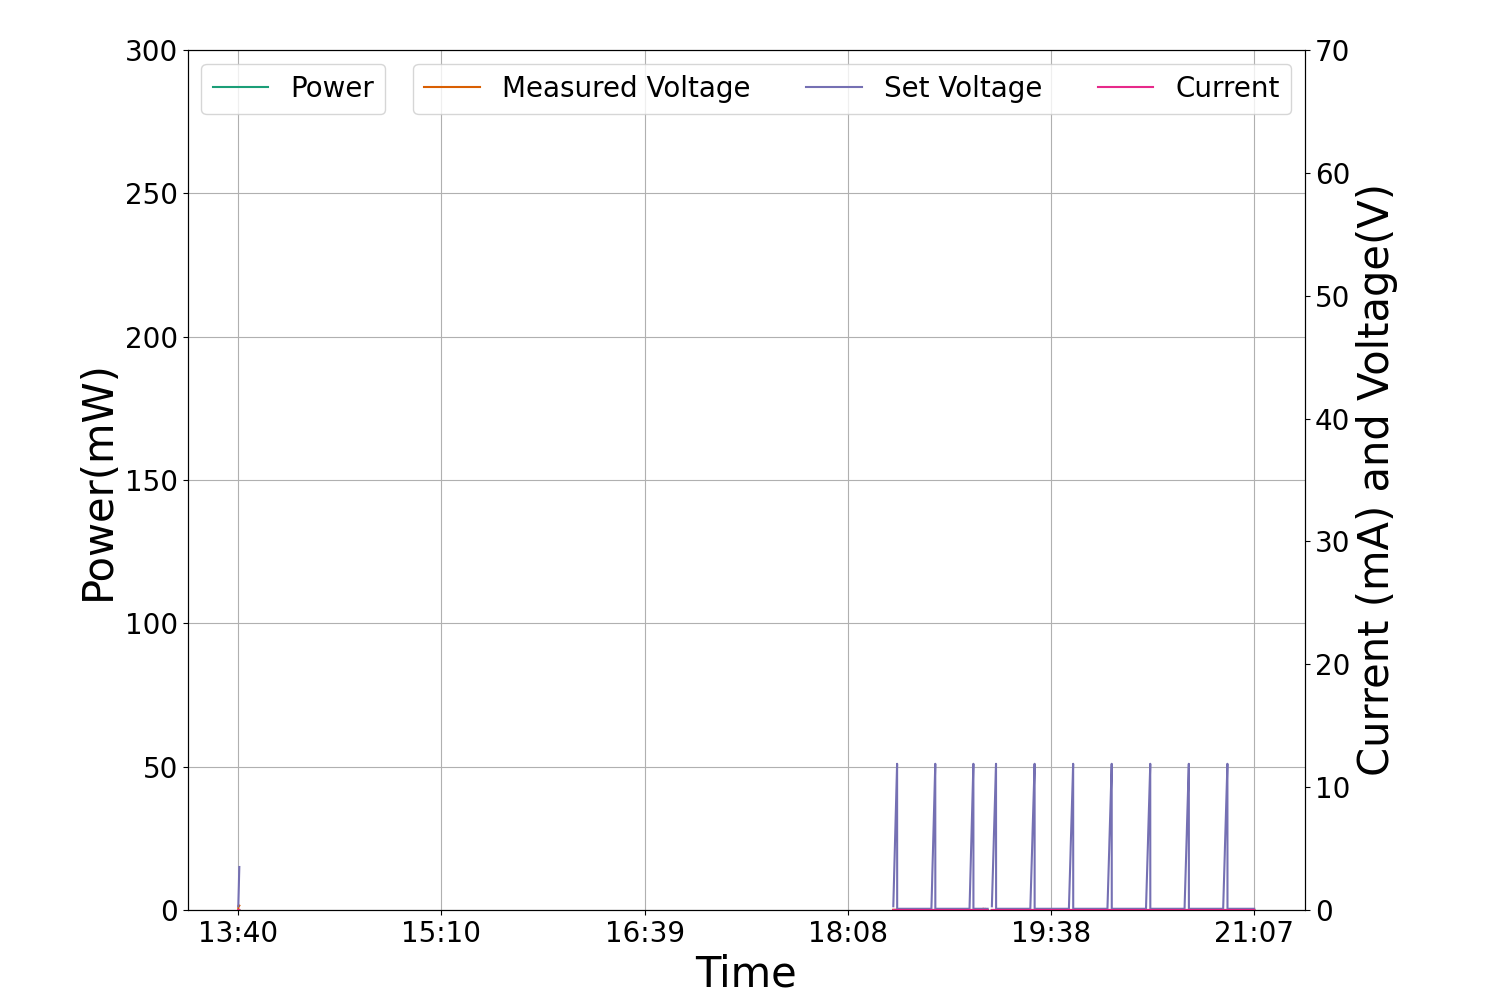 Power
Measured Voltage
Set Voltage
Current
300
250
200
150
100
50
0
Power(mW)
70
60
50
40
30
20
10
0
Current (mA) and Voltage(V)
13:40 15:10 16:39 18:08 19:38 21:07
Time